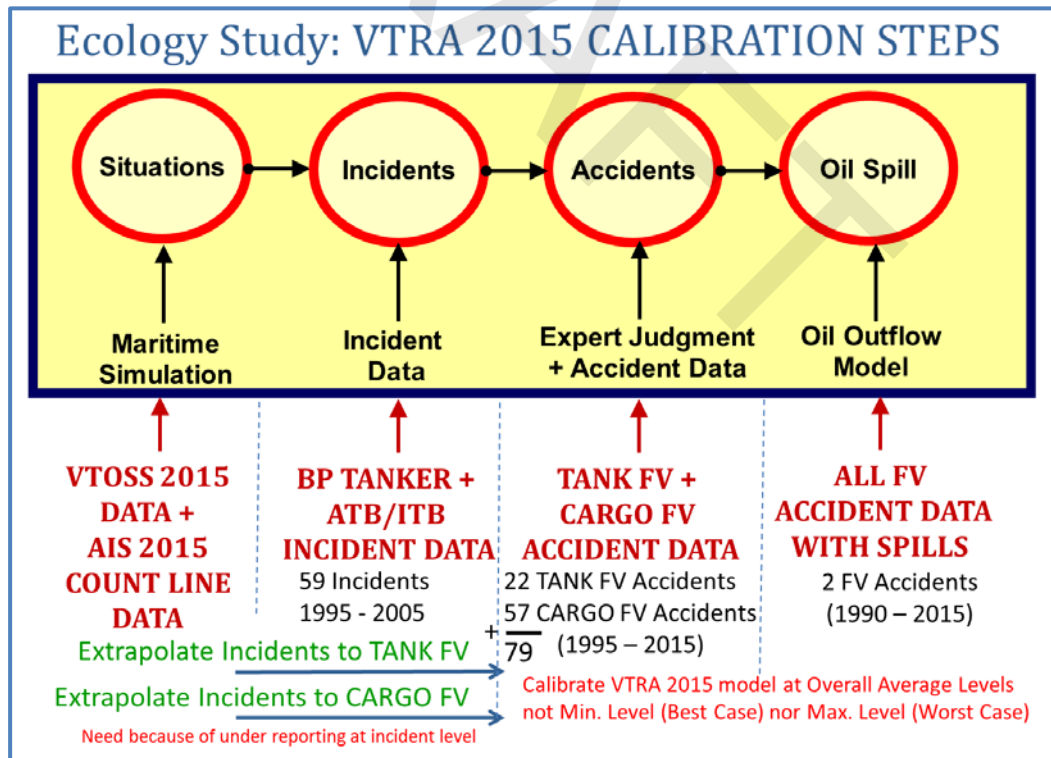 Ecology Study: VTRA 2015 CALIBRATION STEPS
Situations
Incidents
Accidents
Oil Spill
Maritime
Simulation
Incident
Data
Expert Judgment
+ Accident Data
Oil Outflow
Model
VTOSS 2015
DATA +
AIS 2015
COUNT LINE
DATA
BP TANKER +
ATB/ITB
INCIDENT DATA
59 Incidents
1995 - 2005
TANK FV +
CARGO FV
ACCIDENT DATA
22 TANK FV Accidents
57 CARGO FV Accidents
+
79
(1995 – 2015)
ALL FV
ACCIDENT DATA
WITH SPILLS
2 FV Accidents
(1990 – 2015)
Extrapolate Incidents to TANK FV
Extrapolate Incidents to CARGO FV
Need because of under reporting at incident level
Calibrate VTRA 2015 model at Overall Average Levels
not Min. Level (Best Case) nor Max. Level (Worst Case)